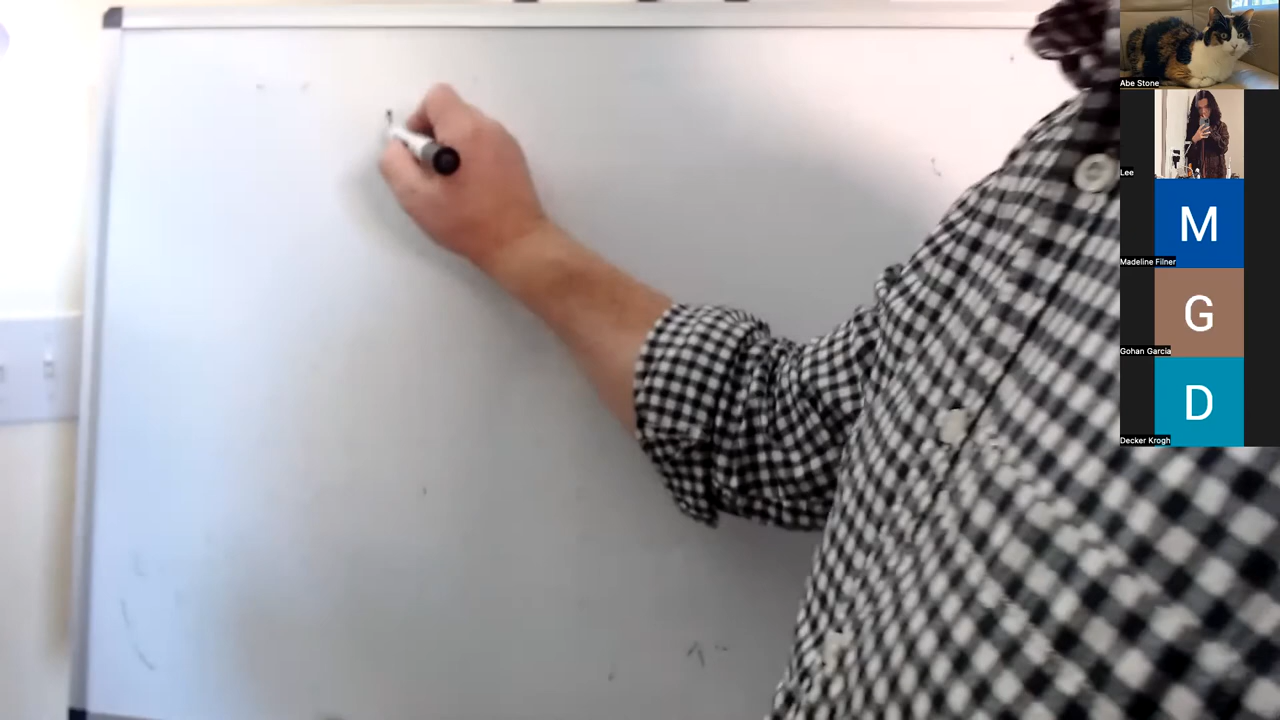 Abe Stone
Lee
M
Madeline Filner
G
Gohan Garcia
D
Decker Krogh